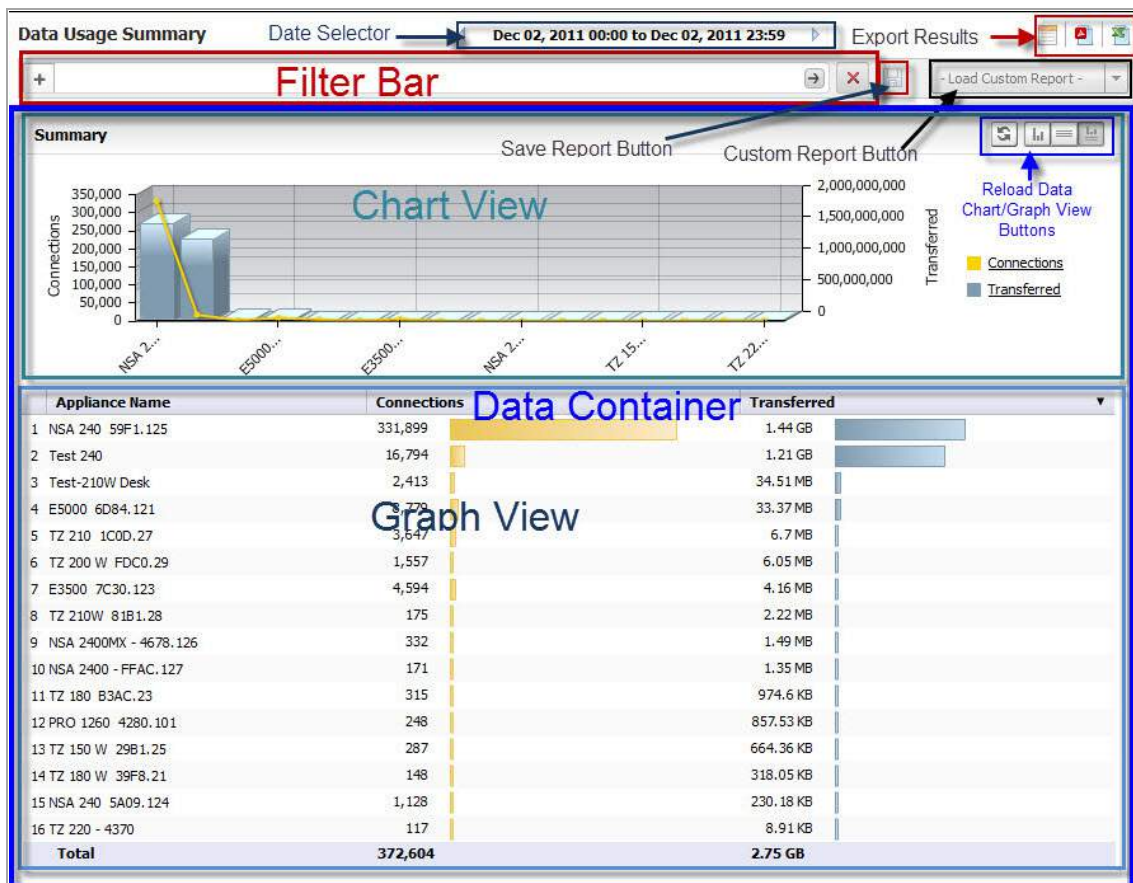 Data Usage Summary
Date Selector
Dec 02, 2011 00:00 to Dec 02, 2011 23:59
Export Results
+
Filter Bar
- Load Custom Report -
Summary
Save Report Button
Custom Report Button
Reload Data
Chart/Graph View
Buttons
Chart View
Connections
350,000
300,000
250,000
200,000
150,000
100,000
50,000
0
2,000,000,000
1,500,000,000
1,000,000,000
500,000,000
0
Transferred
Connections
Transferred
NSA 2...
E5000...
E3500...
NSA 2...
TZ 15...
TZ 22...
Data Container
Appliance Name Connections Transferred
Graph View
1 NSA 240 59F1.125 331,899 1.44 GB
2 Test 240 16,794 1.21 GB
3 Test-210W Desk 2,413 34.51 MB
4 E5000 6D84.121 33.37 MB
5 TZ 210 1C0D.27 3,647 6.7 MB
6 TZ 200 W FDC0.29 1,557 6.05 MB
7 E3500 7C30.123 4,594 4.16 MB
8 TZ 210W 81B1.28 175 2.22 MB
9 NSA 2400MX - 4678.126 332 1.49 MB
10 NSA 2400 - FFAC.127 171 1.35 MB
11 TZ 180 B3AC.23 315 974.6 KB
12 PRO 1260 4280.101 248 857.53 KB
13 TZ 150 W 29B1.25 287 664.36 KB
14 TZ 180 W 39F8.21 148 318.05 KB
15 NSA 240 5A09.124 1,128 230.18 KB
16 TZ 220 - 4370 117 8.91 KB
Total 372,604 2.75 GB